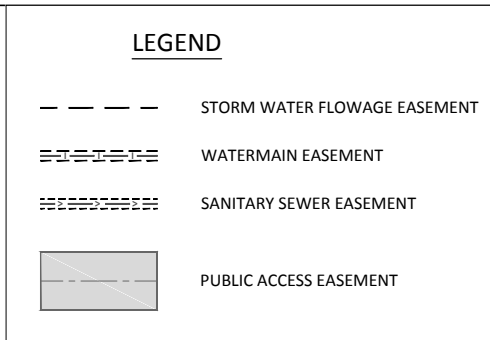 LEGEND
STORM WATER FLOWAGE EASEMENT
WATERMAIN EASEMENT
SANITARY SEWER EASEMENT
PUBLIC ACCESS EASEMENT